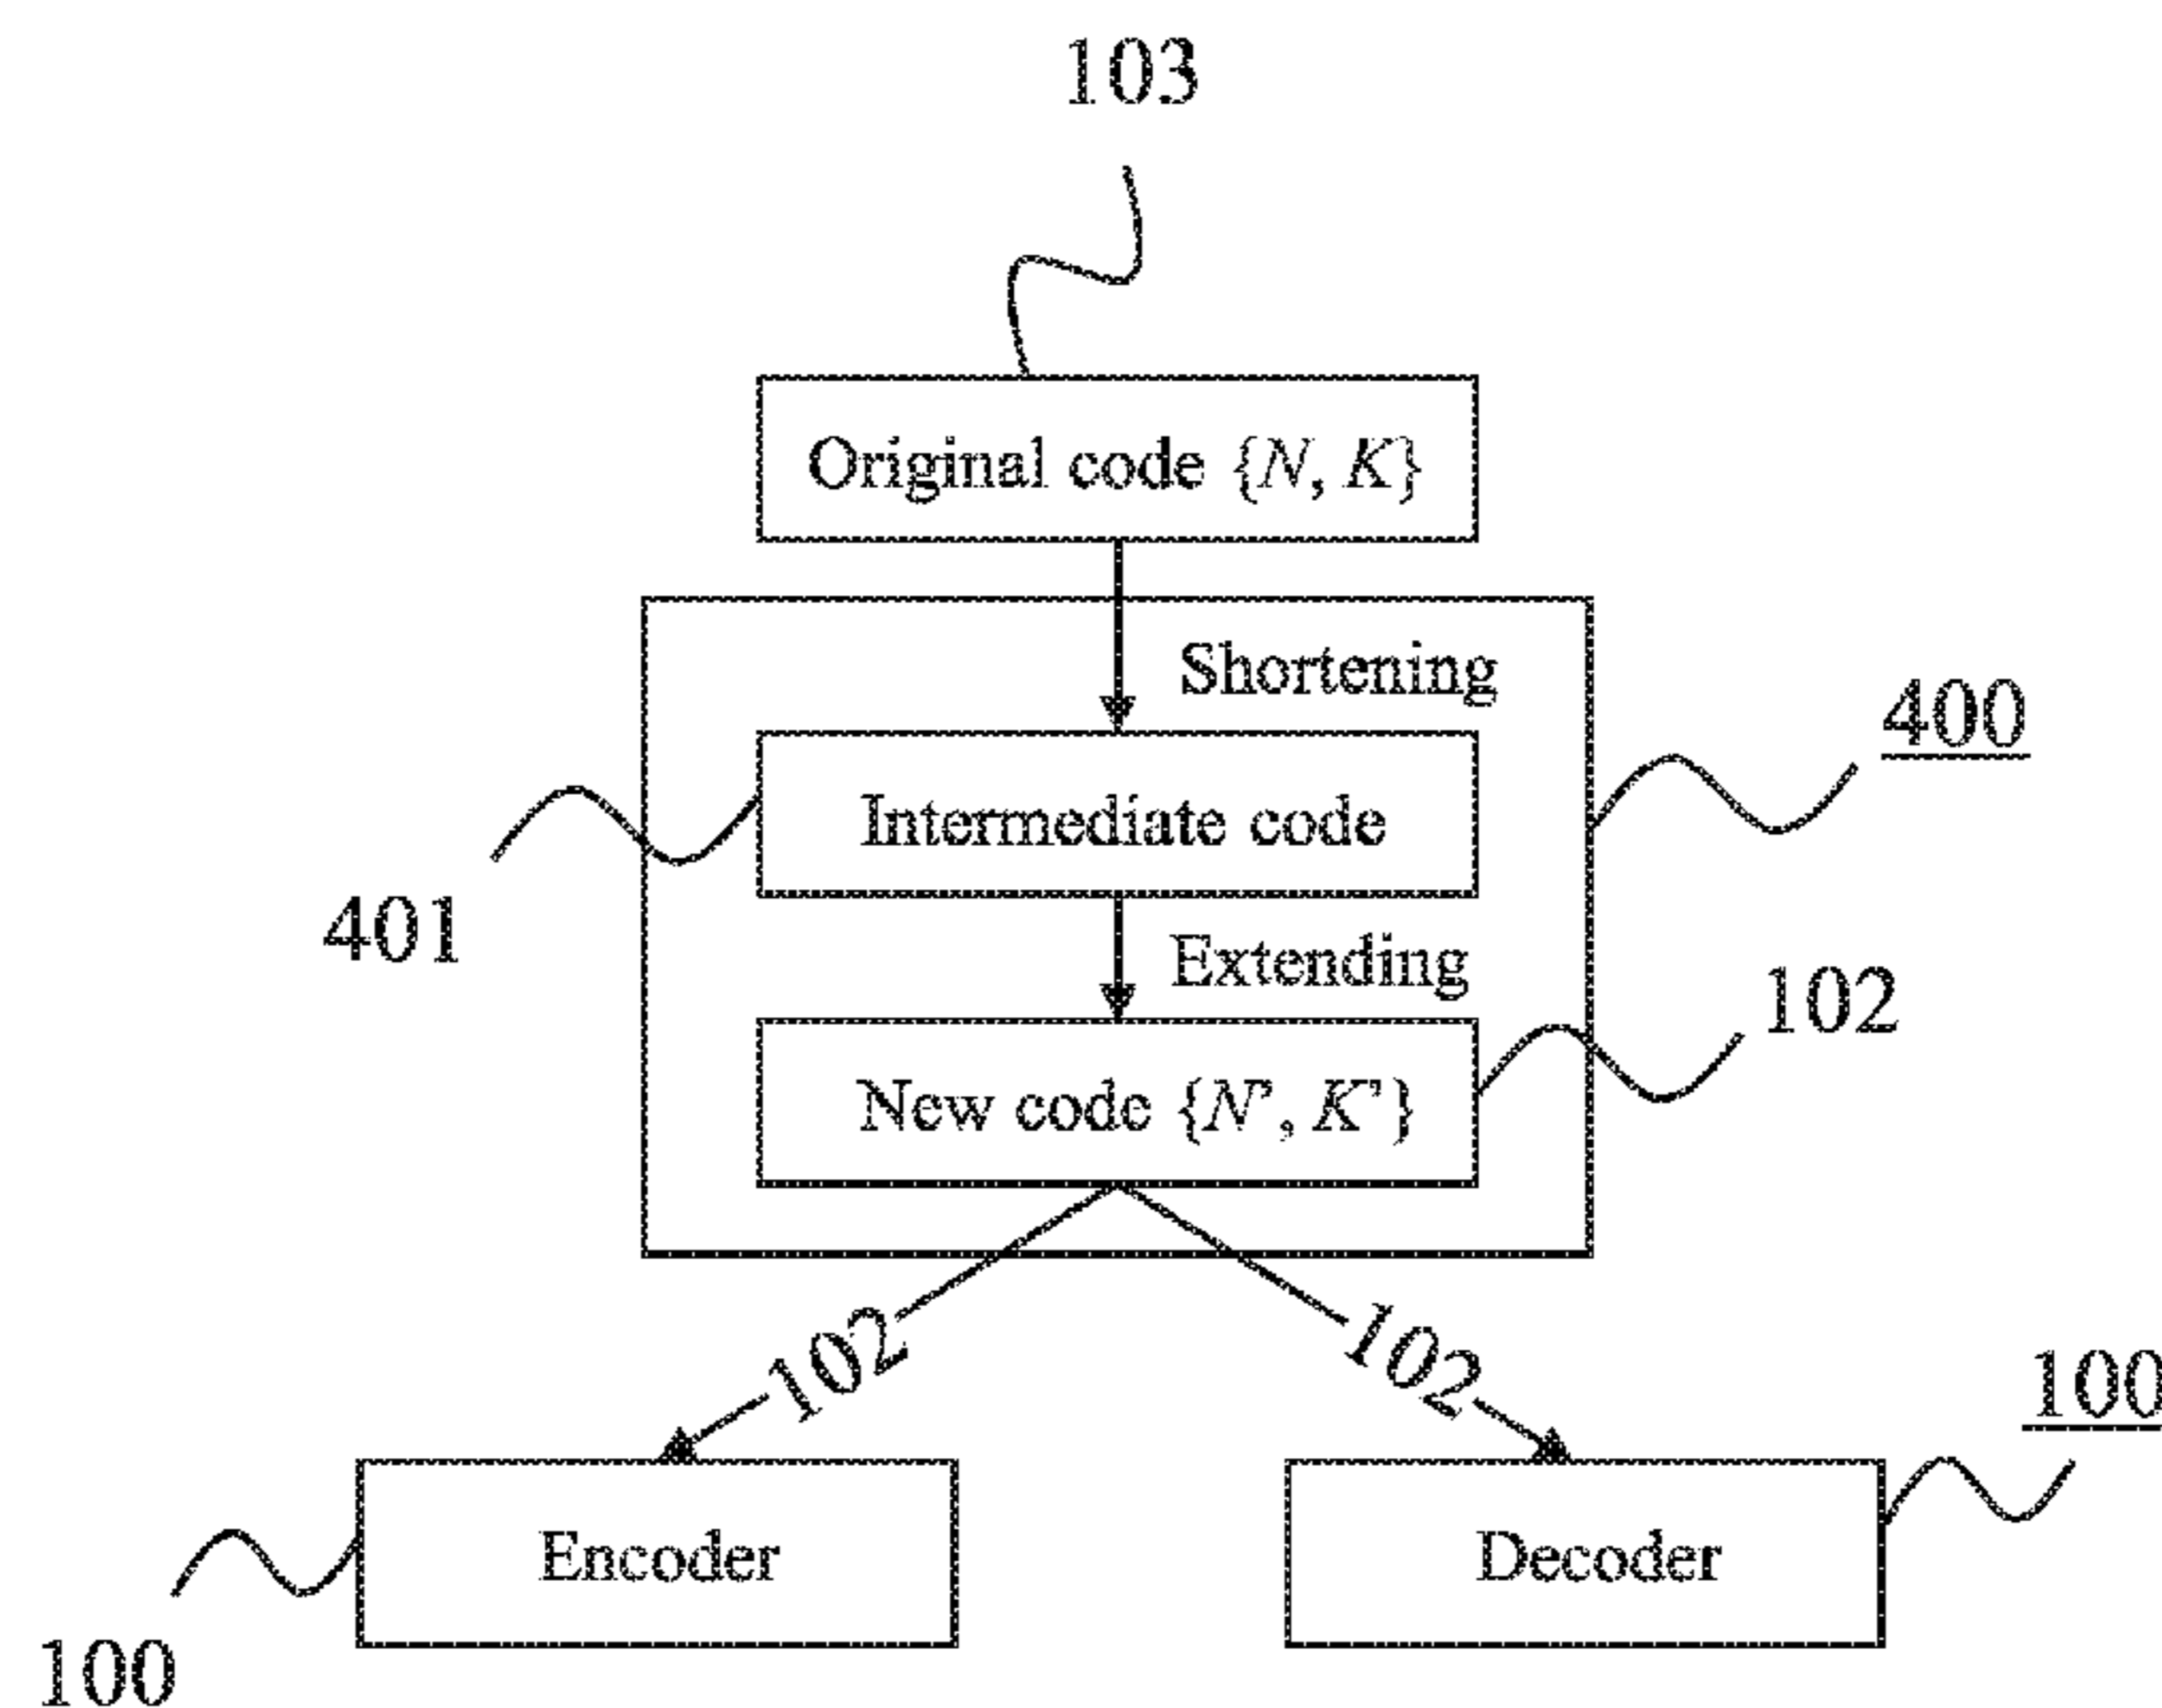 103
Original code {N, K}
Shortening
400
Intermediate code
401
Extending
102
New code {N’, K’}
102
102
100
Encoder
Decoder
100